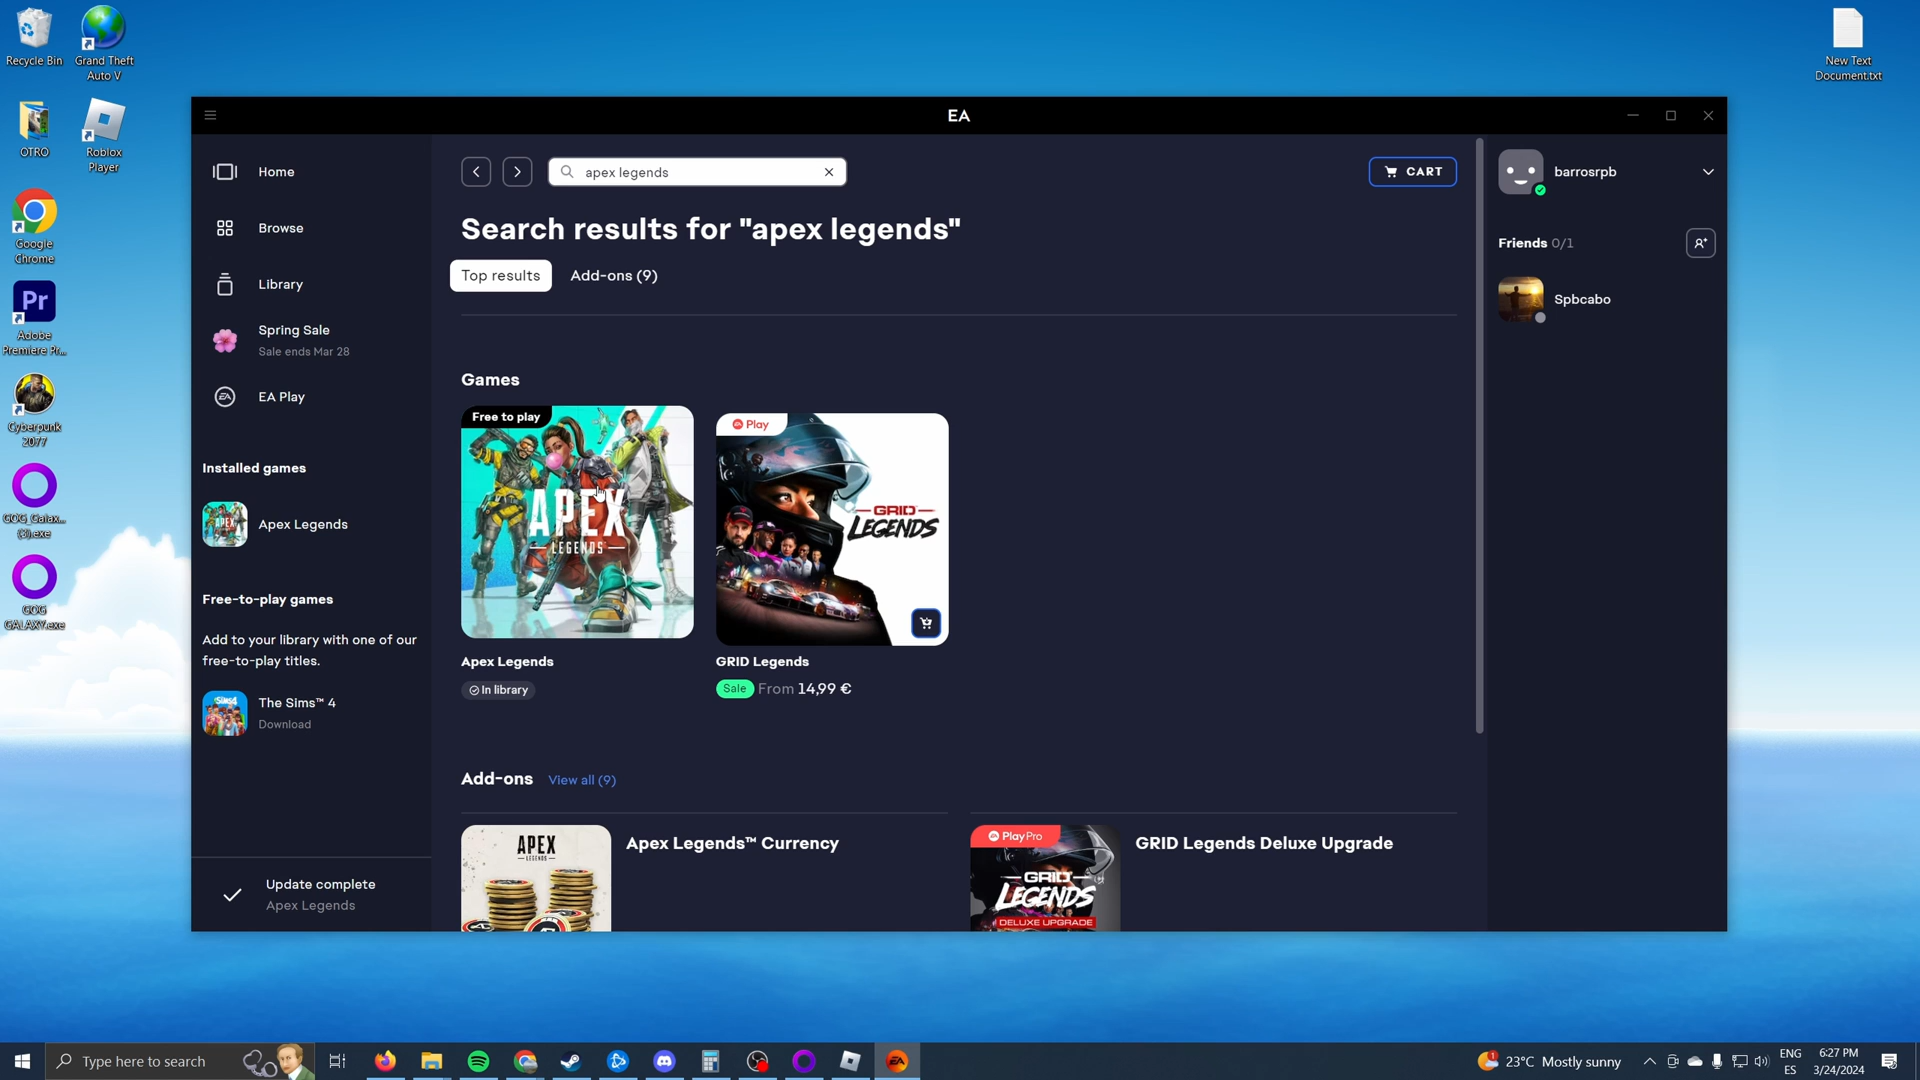 Recycle Bin
Grand Theft
Auto V
OTRO
Roblox
Player
Google
Chrome
Pr
Adobe
Premiere Pr...
Cyberpunk
2077
GOG_Galax...
(3).exe
GOG
GALAXY.exe
New Text
Document.txt
EA
Home
Browse
Library
Spring Sale
Sale ends Mar 28
EA Play
Installed games
APEX
Apex Legends
Free-to-play games
Add to your library with one of our
free-to-play titles.
The Sims™ 4
Download
Update complete
Apex Legends
apex legends
CART
Search results for "apex legends"
Top results
Add-ons (9)
Games
Free to play
APEX
LEGENDS
Apex Legends
In library
Play
GRID
LEGENDS
GRID Legends
Sale From 14,99 €
Add-ons
View all (9)
APEX
LEGENDS
Apex Legends™ Currency
Play Pro
GRID
LEGENDS
DELUXE UPGRADE
GRID Legends Deluxe Upgrade
barrosrpb
Friends 0/1
Spbcabo
Type here to search
EA
1
23°C Mostly sunny
ENG
ES
6:27 PM
3/24/2024